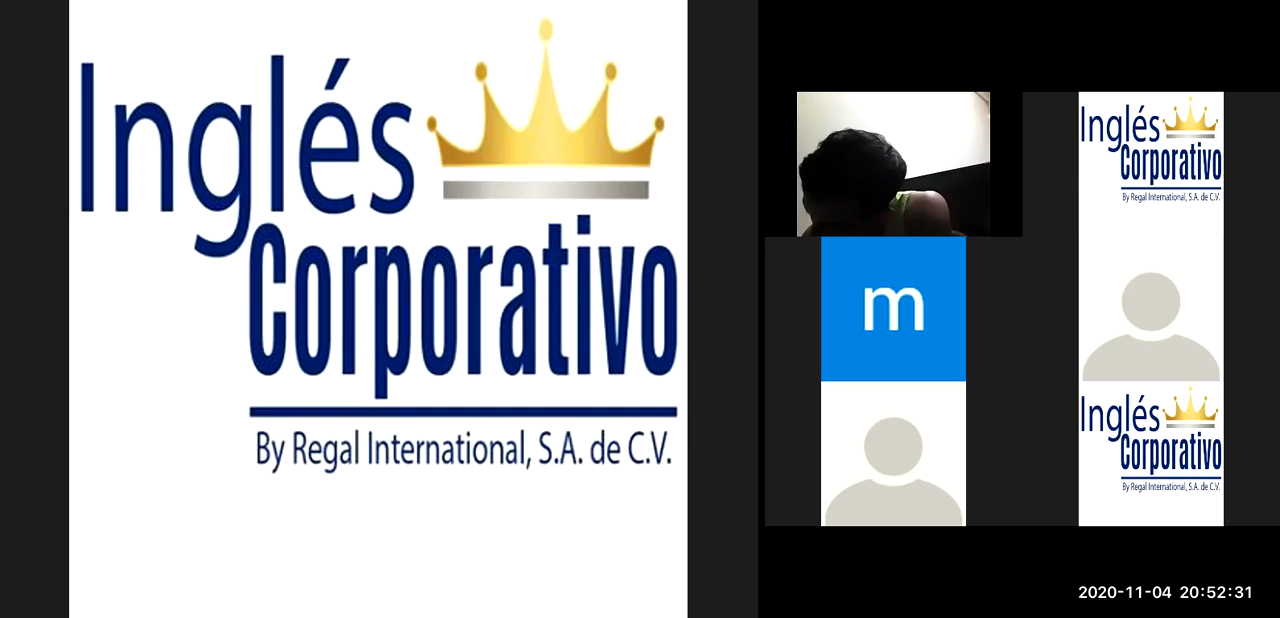 Inglés
Corporativo
By Regal International, S.A. de C.V.
Inglés
Corporativo
By Regal International, S.A. de C.V.
m
Inglés
Corporativo
By Regal International, S.A. de C.V.
2020-11-04 20:52:31